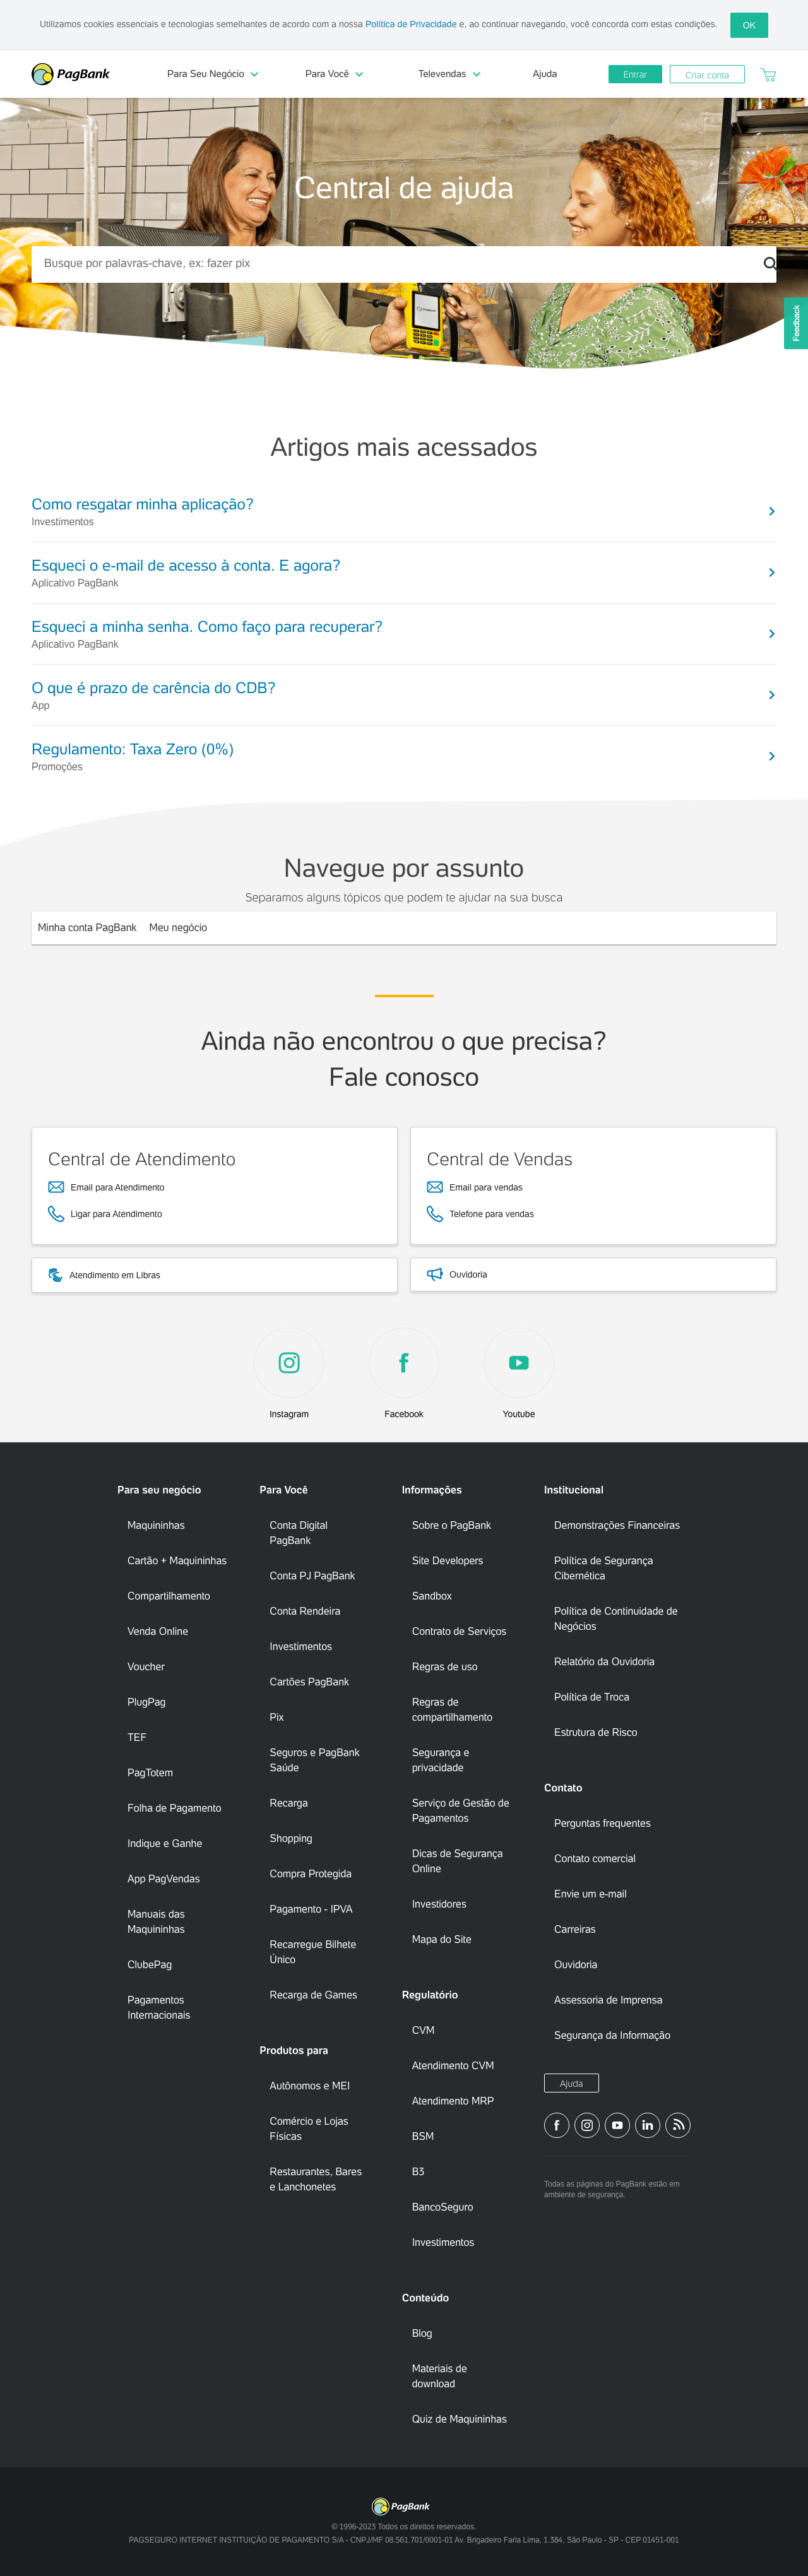 Utilizamos cookies essenciais e tecnologias semelhantes de acordo com a nossa Política de Privacidade e, ao continuar navegando, você concorda com estas condições.
OK
PagBank
Para Seu Negócio
Para Você
Televendas
Ajuda
Entrar
Criar conta
Central de ajuda
Busque por palavras-chave, ex: fazer pix
Feedback
Artigos mais acessados
Como resgatar minha aplicação?
Investimentos
Esqueci o e-mail de acesso à conta. E agora?
Aplicativo PagBank
Esqueci a minha senha. Como faço para recuperar?
Aplicativo PagBank
O que é prazo de carência do CDB?
App
Regulamento: Taxa Zero (0%)
Promoções
Navegue por assunto
Separamos alguns tópicos que podem te ajudar na sua busca
Minha conta PagBank
Meu negócio
Ainda não encontrou o que precisa?
Fale conosco
Central de Atendimento
Email para Atendimento
Ligar para Atendimento
Central de Vendas
Email para vendas
Telefone para vendas
Atendimento em Libras
Ouvidoria
Instagram
Facebook
Youtube
Para seu negócio
Maquininhas
Cartão + Maquininhas
Compartilhamento
Venda Online
Voucher
PlugPag
TEF
PagTotem
Folha de Pagamento
Indique e Ganhe
App PagVendas
Manuais das
Maquininhas
ClubePag
Pagamentos
Internacionais
Para Você
Conta Digital
PagBank
Conta PJ PagBank
Conta Rendeira
Investimentos
Cartões PagBank
Pix
Seguros e PagBank
Saúde
Recarga
Shopping
Compra Protegida
Pagamento - IPVA
Recarregue Bilhete
Único
Recarga de Games
Produtos para
Autônomos e MEI
Comércio e Lojas
Físicas
Restaurantes, Bares
e Lanchonetes
Informações
Sobre o PagBank
Site Developers
Sandbox
Contrato de Serviços
Regras de uso
Regras de
compartilhamento
Segurança e
privacidade
Serviço de Gestão de
Pagamentos
Dicas de Segurança
Online
Investidores
Mapa do Site
Regulatório
CVM
Atendimento CVM
Atendimento MRP
BSM
B3
BancoSeguro
Investimentos
Conteúdo
Blog
Materiais de
download
Quiz de Maquininhas
Institucional
Demonstrações Financeiras
Política de Segurança
Cibernética
Política de Continuidade de
Negócios
Relatório da Ouvidoria
Política de Troca
Estrutura de Risco
Contato
Perguntas frequentes
Contato comercial
Envie um e-mail
Carreiras
Ouvidoria
Assessoria de Imprensa
Segurança da Informação
Ajuda
Todas as páginas do PagBank estão em
ambiente de segurança.
PagBank
© 1996-2023 Todos os direitos reservados.
PAGSEGURO INTERNET INSTITUIÇÃO DE PAGAMENTO S/A - CNPJ/MF 08.561.701/0001-01 Av. Brigadeiro Faria Lima, 1.384, São Paulo - SP - CEP 01451-001